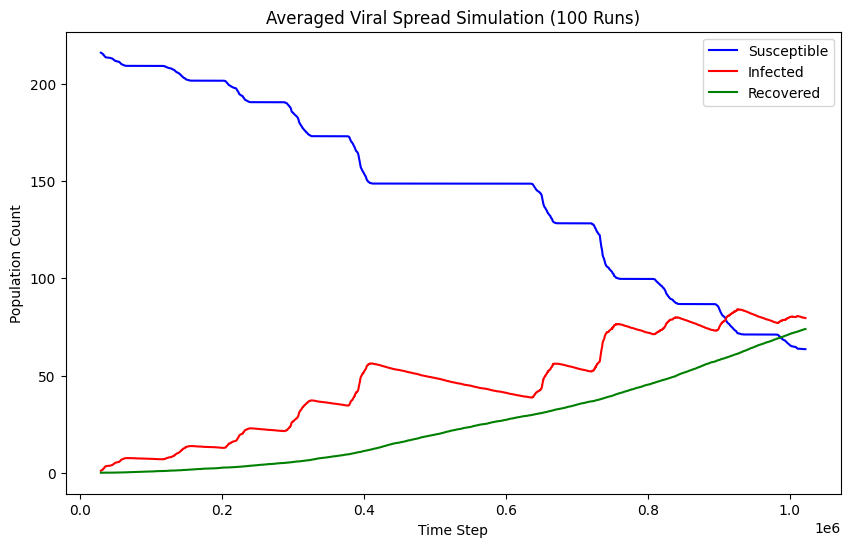 Averaged Viral Spread Simulation (100 Runs)
Susceptible
Infected
Recovered
Population Count
200
150
100
50
0
0.0 0.2 0.4 0.6 0.8 1.0
1e6
Time Step